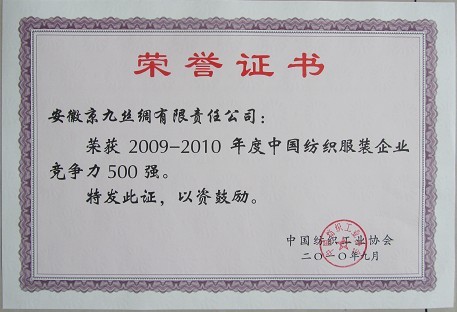 荣誉证书
安徽京九丝绸有限责任公司：
荣获 2009-2010 年度中国纺织服装企业
竞争力 500 强。
特发此证，以资鼓励。
中国纺织工业协会
二〇一〇年九月